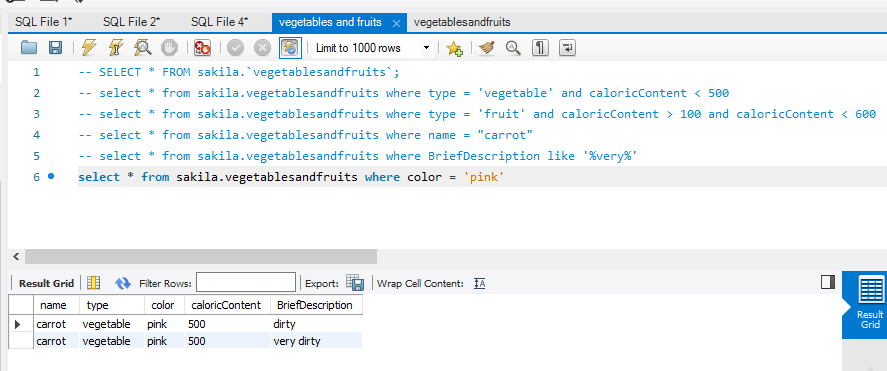 SQL File 1* SQL File 2* SQL File 4* vegetables and fruits vegetablesandfruits
Limit to 1000 rows
1 -- SELECT * FROM sakila.`vegetablesandfruits`;
2 -- select * from sakila.vegetablesandfruits where type = 'vegetable' and caloricContent < 500
3 -- select * from sakila.vegetablesandfruits where type = 'fruit' and caloricContent > 100 and caloricContent < 600
4 -- select * from sakila.vegetablesandfruits where name = "carrot"
5 -- select * from sakila.vegetablesandfruits where BriefDescription like '%very%'
6 select * from sakila.vegetablesandfruits where color = 'pink'
Result Grid Filter Rows: Export: Wrap Cell Content:
name type color caloricContent BriefDescription
carrot vegetable pink 500 dirty
carrot vegetable pink 500 very dirty
Result
Grid